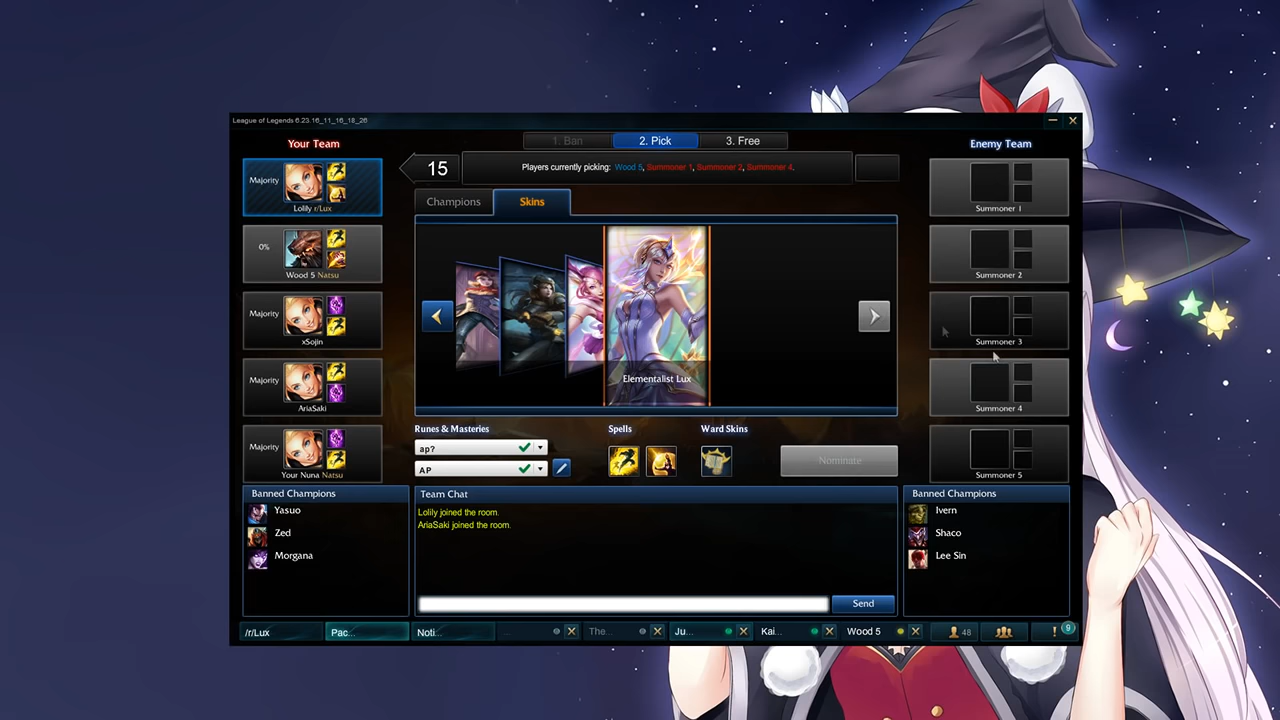 League of Legends 6.23.16_11_16_18_26
Your Team
1. Ban
2. Pick
3. Free
Enemy Team
15
Players currently picking: Wood 5, Summoner 1, Summoner 2, Summoner 4.
Majority
Lolily r/Lux
0%
Wood 5 Natsu
Majority
xSojin
Majority
AriaSaki
Majority
Your Nuna Natsu
Champions
Skins
Elementalist Lux
Summoner 1
Summoner 2
Summoner 3
Summoner 4
Summoner 5
Runes & Masteries
Spells
Ward Skins
ap?
AP
Nominate
Banned Champions
Yasuo
Zed
Morgana
Team Chat
Lolily joined the room.
AriaSaki joined the room.
Send
Banned Champions
Ivern
Shaco
Lee Sin
/r/Lux
Pac...
Noti...
The...
Ju...
Kai...
Wood 5
48
!
9